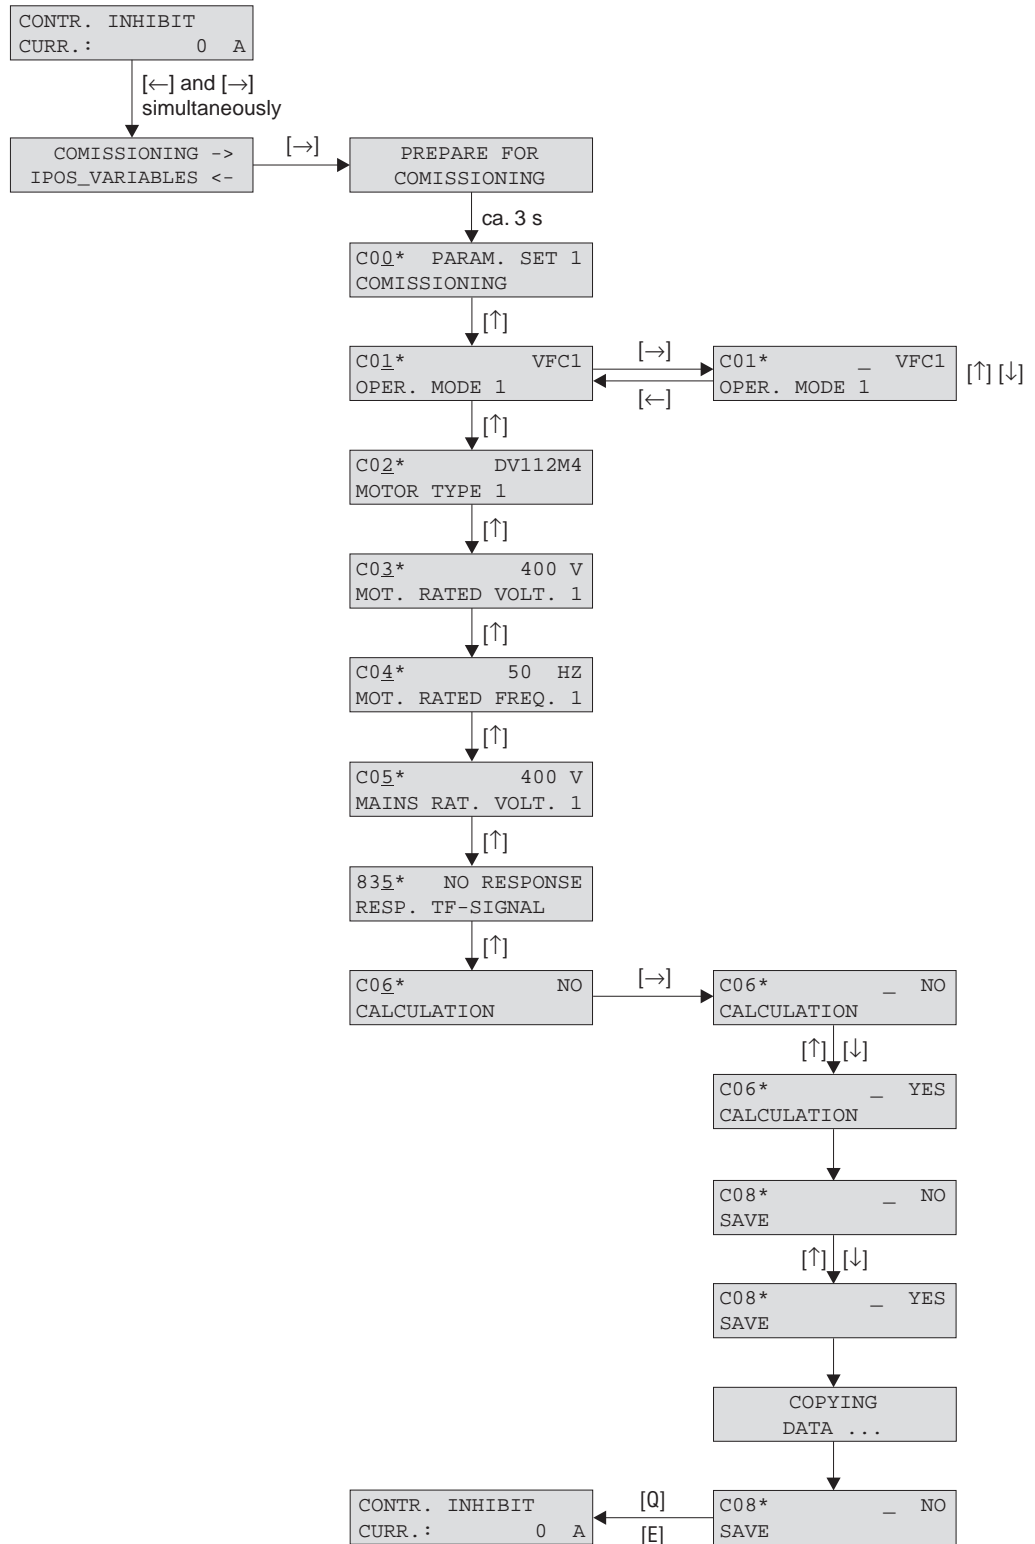 CONTR. INHIBIT
CURR.: 0 A
[←] and [→]
simultaneously
COMISSIONING ->
IPOS_VARIABLES <-
[→]
PREPARE FOR
COMISSIONING
ca. 3 s
C00* PARAM. SET 1
COMISSIONING
[↑]
C01* VFC1
OPER. MODE 1
[→]
[←]
C01* _ VFC1
OPER. MODE 1
[↑] [↓]
[↑]
C02* DV112M4
MOTOR TYPE 1
[↑]
C03* 400 V
MOT. RATED VOLT. 1
[↑]
C04* 50 HZ
MOT. RATED FREQ. 1
[↑]
C05* 400 V
MAINS RAT. VOLT. 1
[↑]
835* NO RESPONSE
RESP. TF-SIGNAL
[↑]
C06* NO
CALCULATION
[→]
C06* _ NO
CALCULATION
[↑] [↓]
C06* _ YES
CALCULATION
C08* _ NO
SAVE
[↑] [↓]
C08* _ YES
SAVE
COPYING
DATA ...
C08* _ NO
SAVE
[Q]
[E]
CONTR. INHIBIT
CURR.: 0 A